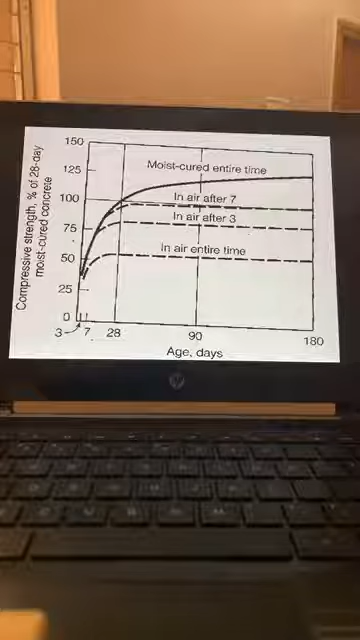 Compressive strength, % of 28-day
moist-cured concrete
150
125
100
75
50
25
0
Moist-cured entire time
In air after 7
In air after 3
In air entire time
3 7 28 90 180
Age, days
hp